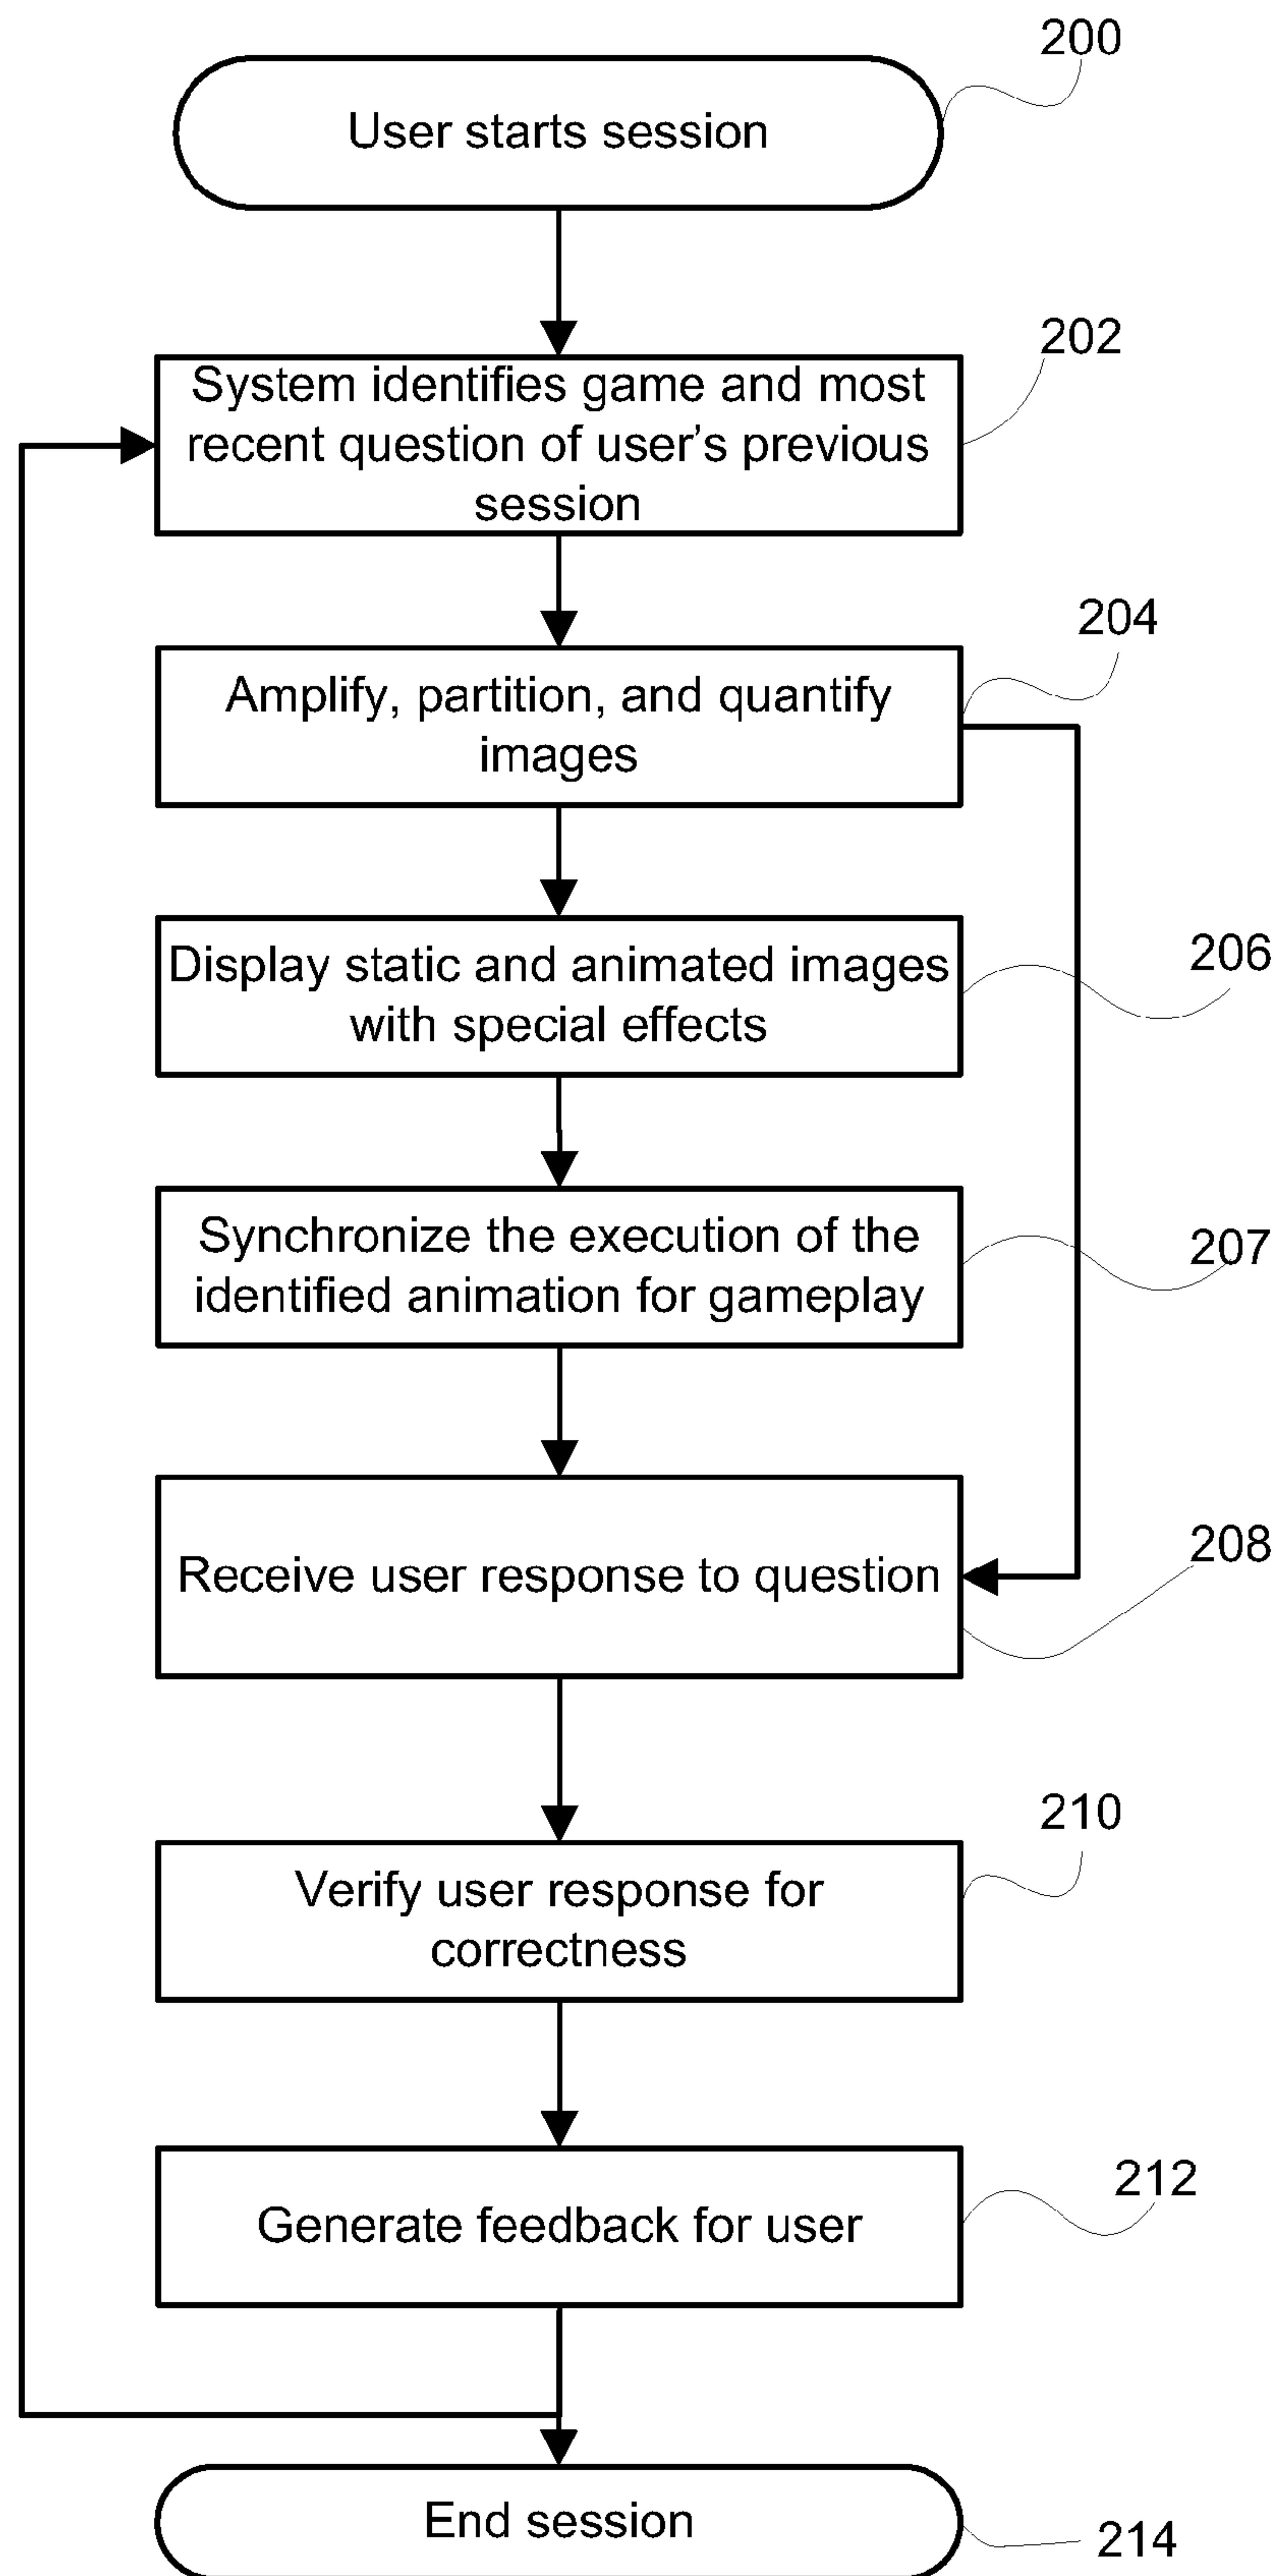 200
User starts session
202
System identifies game and most
recent question of user's previous
session
204
Amplify, partition, and quantify
images
206
Display static and animated images
with special effects
207
Synchronize the execution of the
identified animation for gameplay
208
Receive user response to question
210
Verify user response for
correctness
212
Generate feedback for user
End session
214